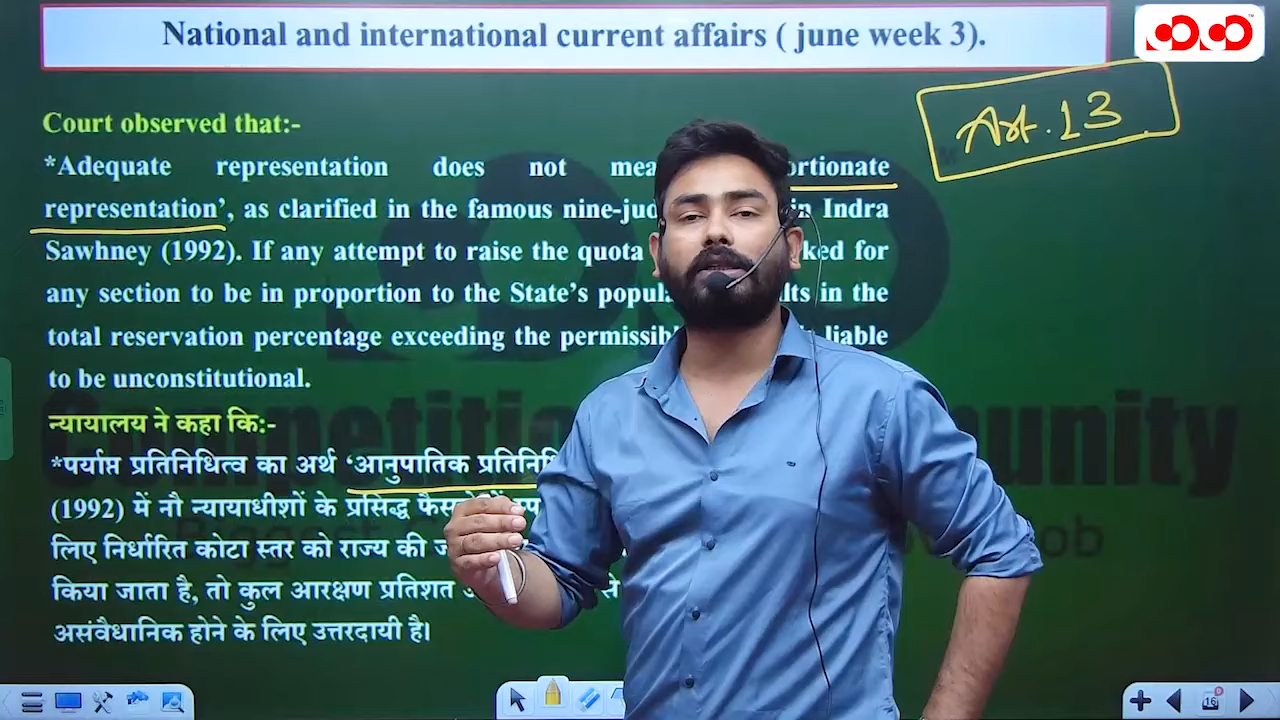 National and international current affairs ( june week 3).
Art. 13
Court observed that:-
*Adequate representation does not mea ortionate
representation’, as clarified in the famous nine-jud in Indra
Sawhney (1992). If any attempt to raise the quota ked for
any section to be in proportion to the State’s popula lts in the
total reservation percentage exceeding the permissibl liable
to be unconstitutional.
न्यायालय ने कहा कि:-
*पर्याप्त प्रतिनिधित्व का अर्थ ‘आनुपातिक प्रतिनिधि
(1992) में नौ न्यायाधीशों के प्रसिद्ध
लिए निर्धारित कोटा स्तर को राज्य की
किया जाता है, तो कुल आरक्षण प्रतिशत से
असंवैधानिक होने के लिए उत्तरदायी है।
16